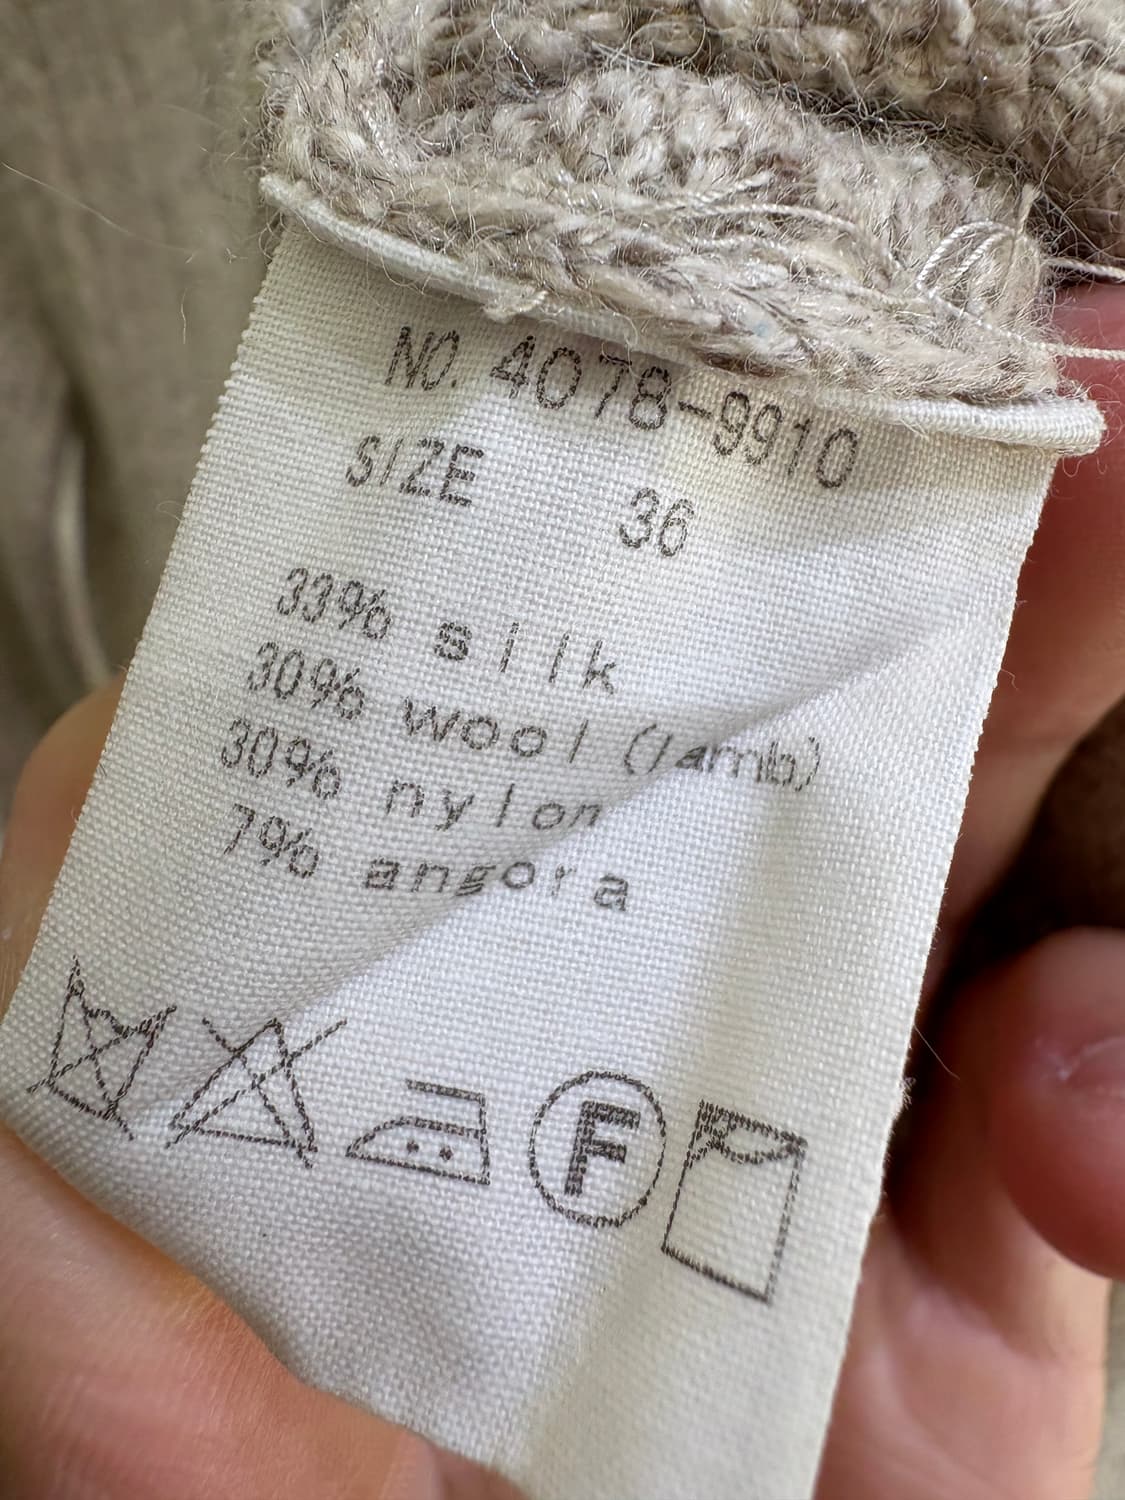 NO. 4078-9910
SIZE 36
33% silk
30% wool (lamb)
30% nylon
7% angora
F